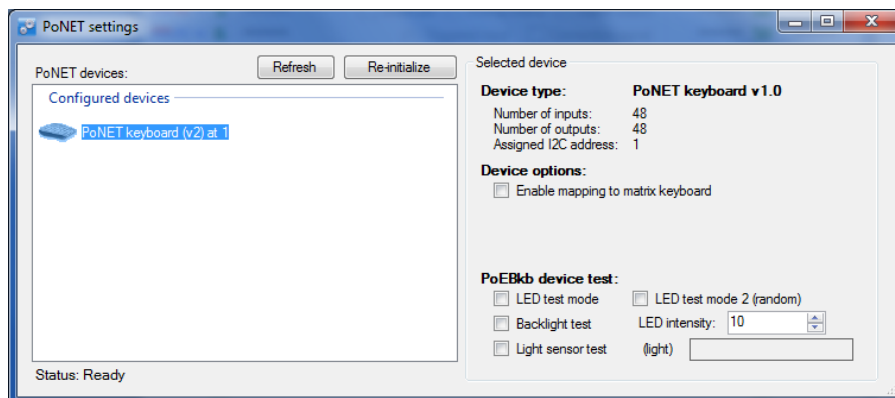 PoNET settings
PoNET devices:
Refresh
Re-initialize
Configured devices
PoNET keyboard (v2) at 1
Status: Ready
Selected device
Device type: PoNET keyboard v1.0
Number of inputs: 48
Number of outputs: 48
Assigned I2C address: 1
Device options:
Enable mapping to matrix keyboard
PoEBkb device test:
LED test mode
LED test mode 2 (random)
Backlight test
LED intensity: 10
Light sensor test
(light)